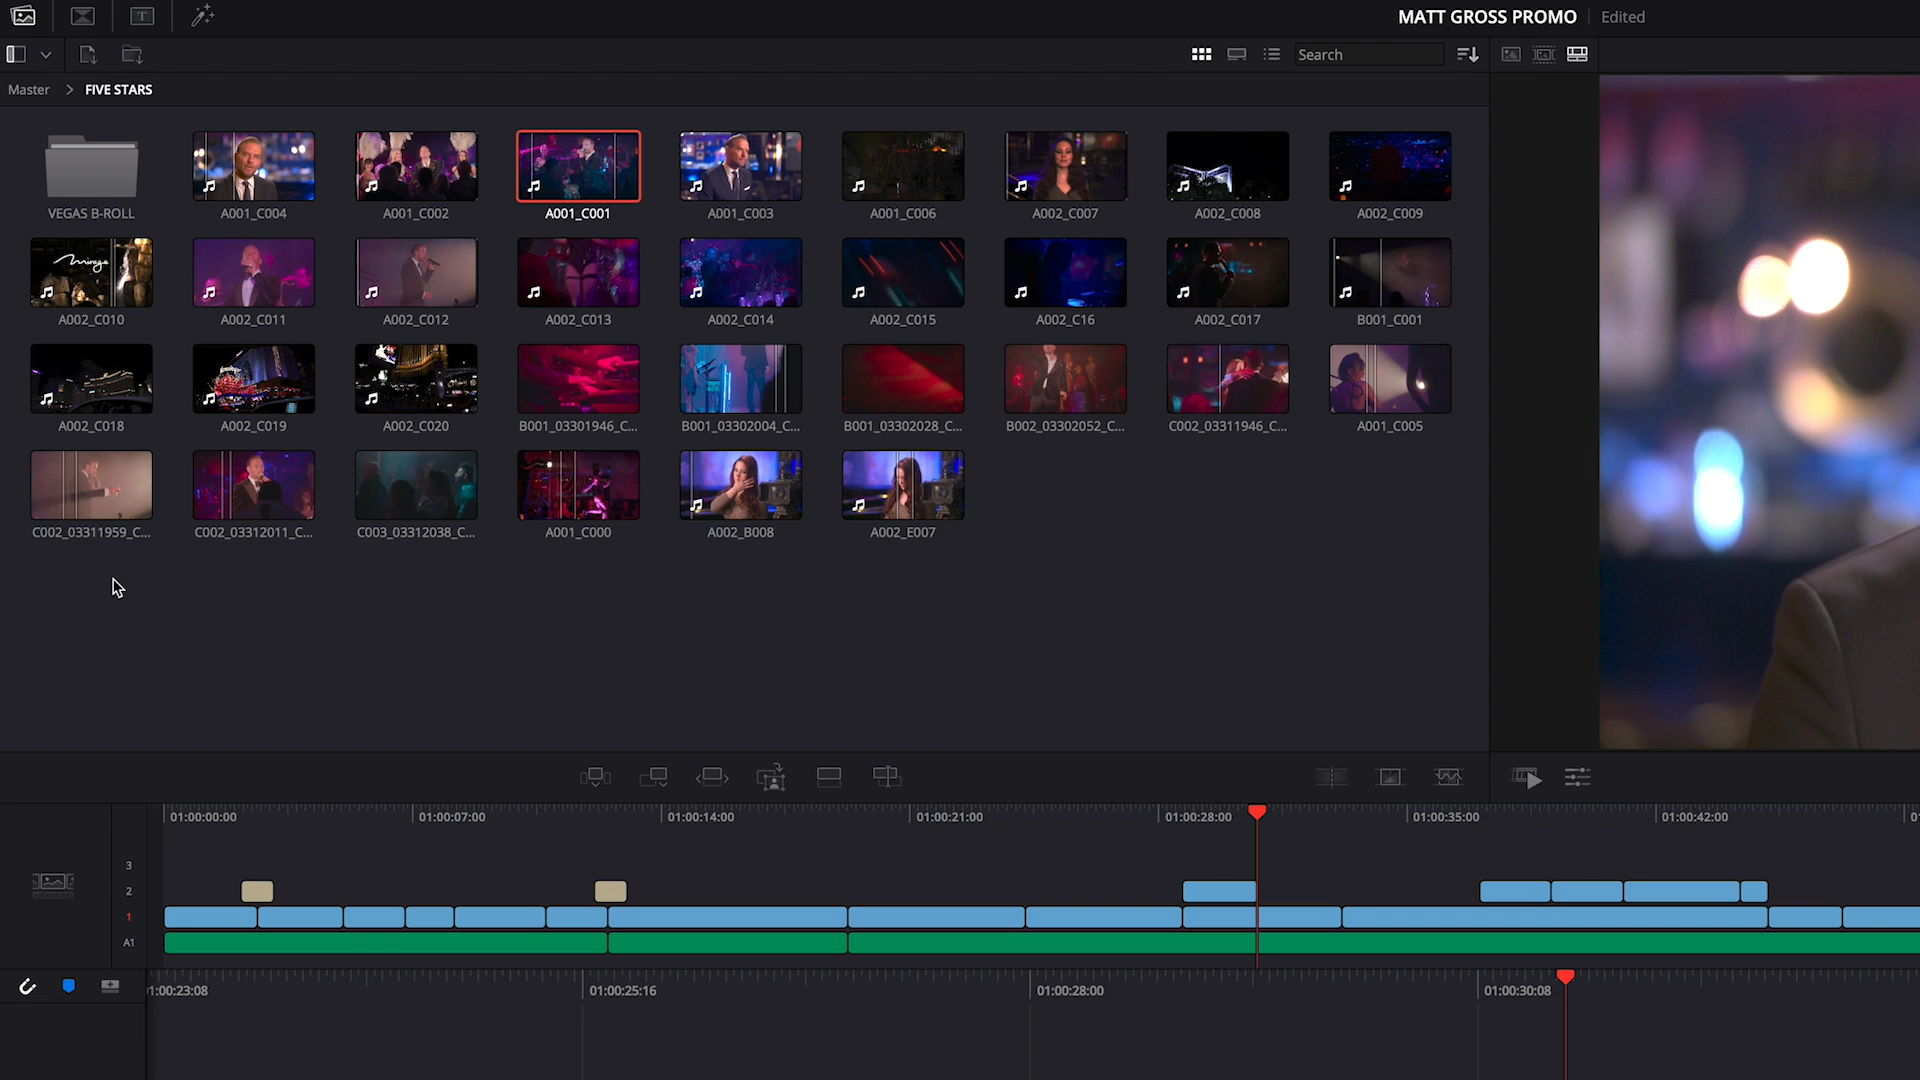 MATT GROSS PROMO Edited
Search
Master > FIVE STARS
VEGAS B-ROLL A001_C004 A001_C002 A001_C001 A001_C003 A001_C006 A002_C007 A002_C008 A002_C009
mirage
A002_C010 A002_C011 A002_C012 A002_C013 A002_C014 A002_C015 A002_C16 A002_C017 B001_C001
A002_C018 A002_C019 A002_C020 B001_03301946_C... B001_03302004_C... B001_03302028_C... B002_03302052_C... C002_03311946_C... A001_C005
C002_03311959_C... C002_03312011_C... C003_03312038_C... A001_C000 A002_B008 A002_E007
01:00:00:00 01:00:07:00 01:00:14:00 01:00:21:00 01:00:28:00 01:00:35:00 01:00:42:00
3
2
1
A1
1:00:23:08 01:00:25:16 01:00:28:00 01:00:30:08